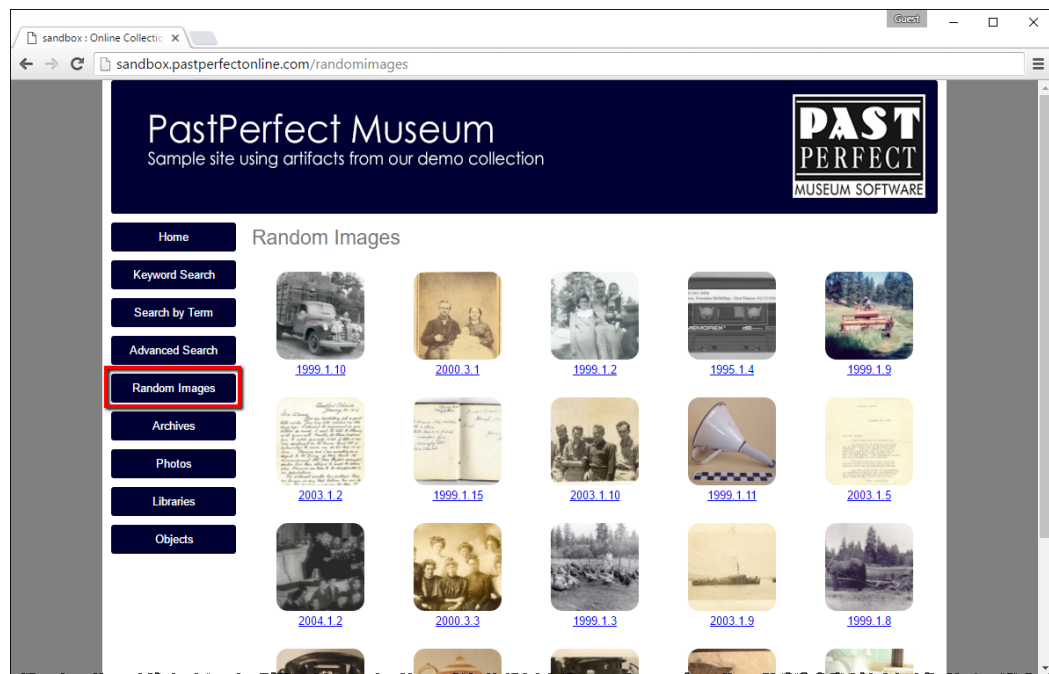 Guest
sandbox : Online Collectic
sandbox.pastperfectonline.com/randomimages
PastPerfect Museum
Sample site using artifacts from our demo collection
PAST
PERFECT
MUSEUM SOFTWARE
Home
Keyword Search
Search by Term
Advanced Search
Random Images
Archives
Photos
Libraries
Objects
Random Images
MEMOREX
1999.1.10
2000.3.1
1999.1.2
1995.1.4
1999.1.9
2003.1.2
1999.1.15
2003.1.10
1999.1.11
2003.1.5
2004.1.2
2000.3.3
1999.1.3
2003.1.9
1999.1.8